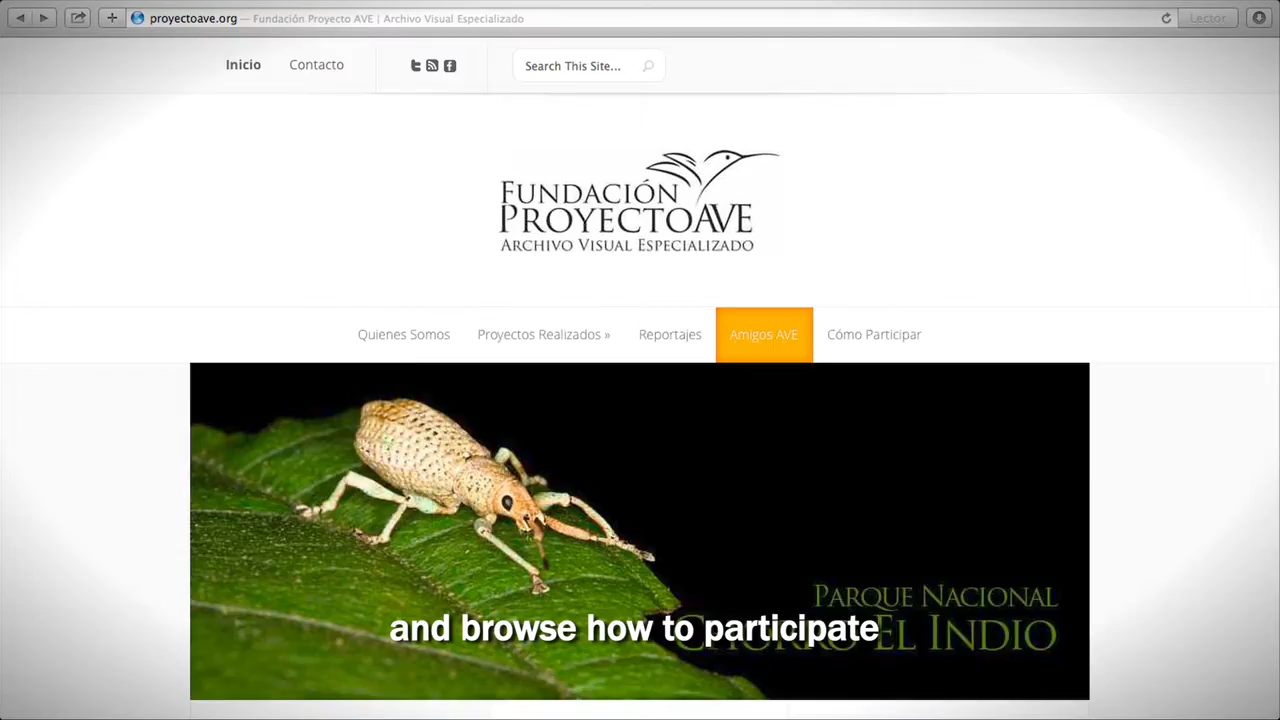 proyectoave.org — Fundación Proyecto AVE | Archivo Visual Especializado
Lector
Inicio
Contacto
Search This Site...
FUNDACIÓN
PROYECTOAVE
ARCHIVO VISUAL ESPECIALIZADO
Quienes Somos
Proyectos Realizados »
Reportajes
Amigos AVE
Cómo Participar
PARQUE NACIONAL
CHORRO EL INDIO
and browse how to participate